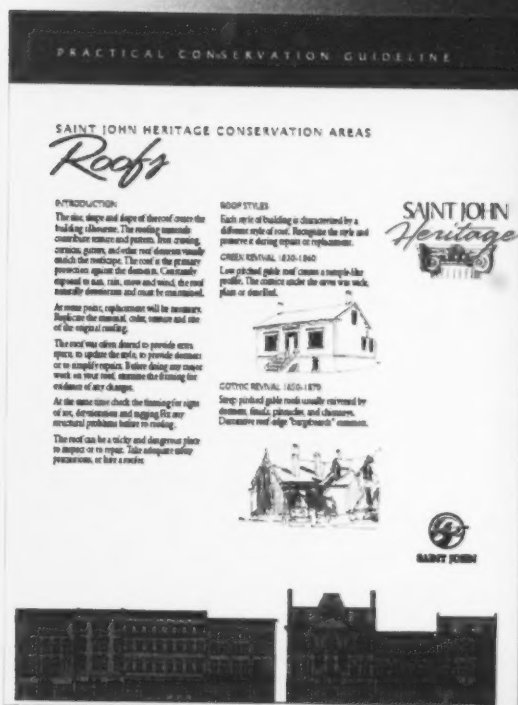 PRACTICAL CONSERVATION GUIDELINE
SAINT JOHN HERITAGE CONSERVATION AREAS
Roofs
INTRODUCTION
The size, shape and slope of the roof create the
building silhouette. The roofing materials
contribute texture and pattern. Iron cresting,
cornices, gutters, and other roof elements visually
enrich the roofscape. The roof is the primary
protection against the elements. Constantly
exposed to sun, rain, snow and wind, the roof
naturally deteriorates and must be maintained.
At some point, replacement will be necessary.
Replicate the material, color, texture and size
of the original roofing.
The roof was often altered to provide extra
space, to update the style, to provide dormers
or to simplify repairs. Before doing any major
work on your roof, examine the framing for
evidence of any changes.
At the same time check the framing for signs
of rot, deterioration and sagging. Fix any
structural problems before re roofing.
The roof can be a tricky and dangerous place
to inspect or to repair. Take adequate safety
precautions, or hire a roofer.
ROOF STYLES
Each style of building is characterized by a
different style of roof. Recognize the style and
preserve it during repairs or replacement.
GREEK REVIVAL 1830-1860
Low pitched gable roof creates a temple-like
profile. The cornice under the eaves was wide,
plain or dentilled.
GOTHIC REVIVAL 1850-1870
Steep pitched gable roofs usually enlivened by
dormers, finials, pinnacles, and chimneys.
Decorative roof edge "bargeboards" common.
SAINT JOHN
Heritage
SAINT JOHN